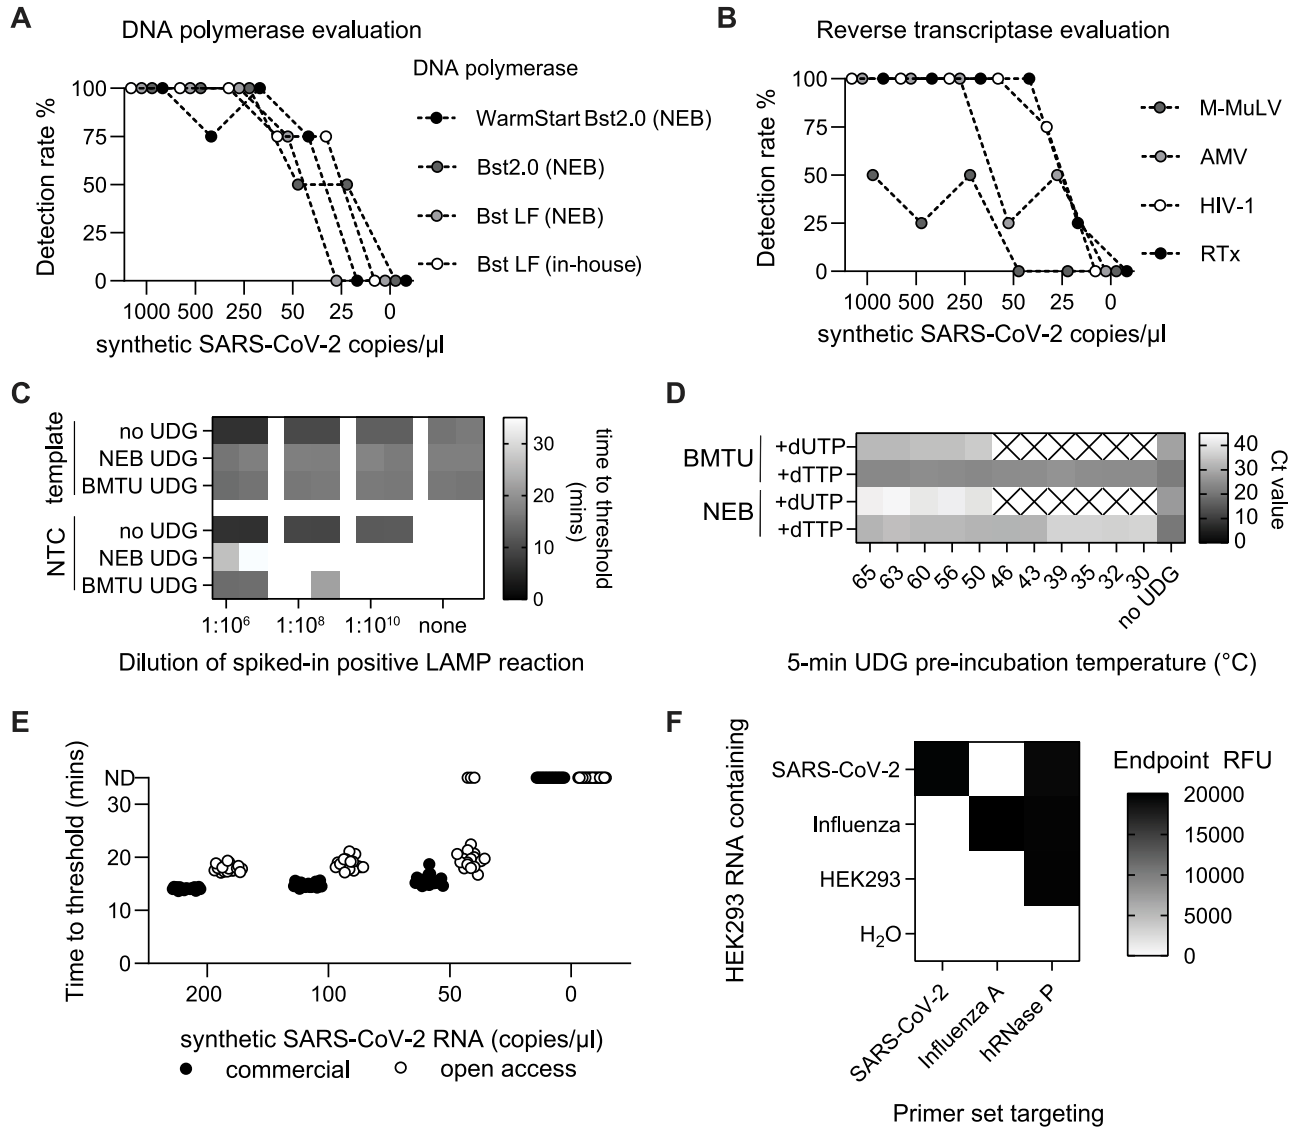 A
DNA polymerase evaluation
Detection rate %
100
75
50
25
0
1000 500 250 50 25 0
synthetic SARS-CoV-2 copies/µl
DNA polymerase
WarmStart Bst2.0 (NEB)
Bst2.0 (NEB)
Bst LF (NEB)
Bst LF (in-house)
B
Reverse transcriptase evaluation
Detection rate %
100
75
50
25
0
1000 500 250 50 25 0
synthetic SARS-CoV-2 copies/µl
M-MuLV
AMV
HIV-1
RTx
C
template
no UDG
NEB UDG
BMTU UDG
NTC
no UDG
NEB UDG
BMTU UDG
1:10⁶ 1:10⁸ 1:10¹⁰ none
Dilution of spiked-in positive LAMP reaction
30
20
10
0
time to threshold
(mins)
D
BMTU
+dUTP
+dTTP
NEB
+dUTP
+dTTP
65 63 60 56 50 46 43 39 35 32 30 no UDG
5-min UDG pre-incubation temperature (°C)
40
30
20
10
0
Ct value
E
Time to threshold (mins)
ND
30
20
10
0
200 100 50 0
synthetic SARS-CoV-2 RNA (copies/µl)
commercial open access
F
HEK293 RNA containing
SARS-CoV-2
Influenza
HEK293
H₂O
SARS-CoV-2 Influenza A hRNase P
Primer set targeting
Endpoint RFU
20000
15000
10000
5000
0